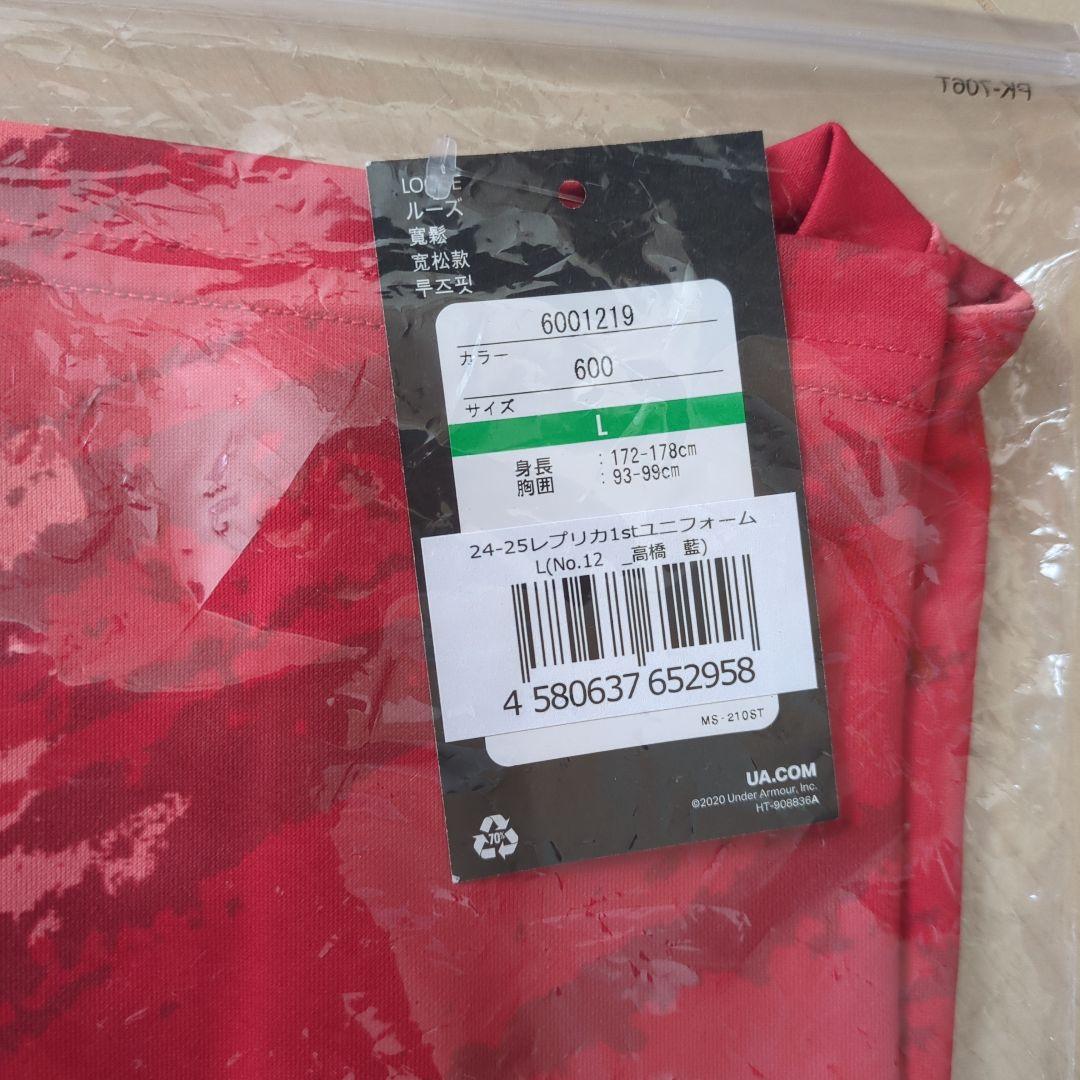 PK-706T
LOOSE
ルーズ
寬鬆
宽松款
루즈핏
6001219
カラー
600
サイズ
L
身長 :172-178cm
胸囲 :93-99cm
24-25レプリカ1stユニフォーム
L(No.12 _高橋 藍)
4 580637 652958
MS-210ST
UA.COM
©2020 Under Armour, Inc.
HT-908836A
70%